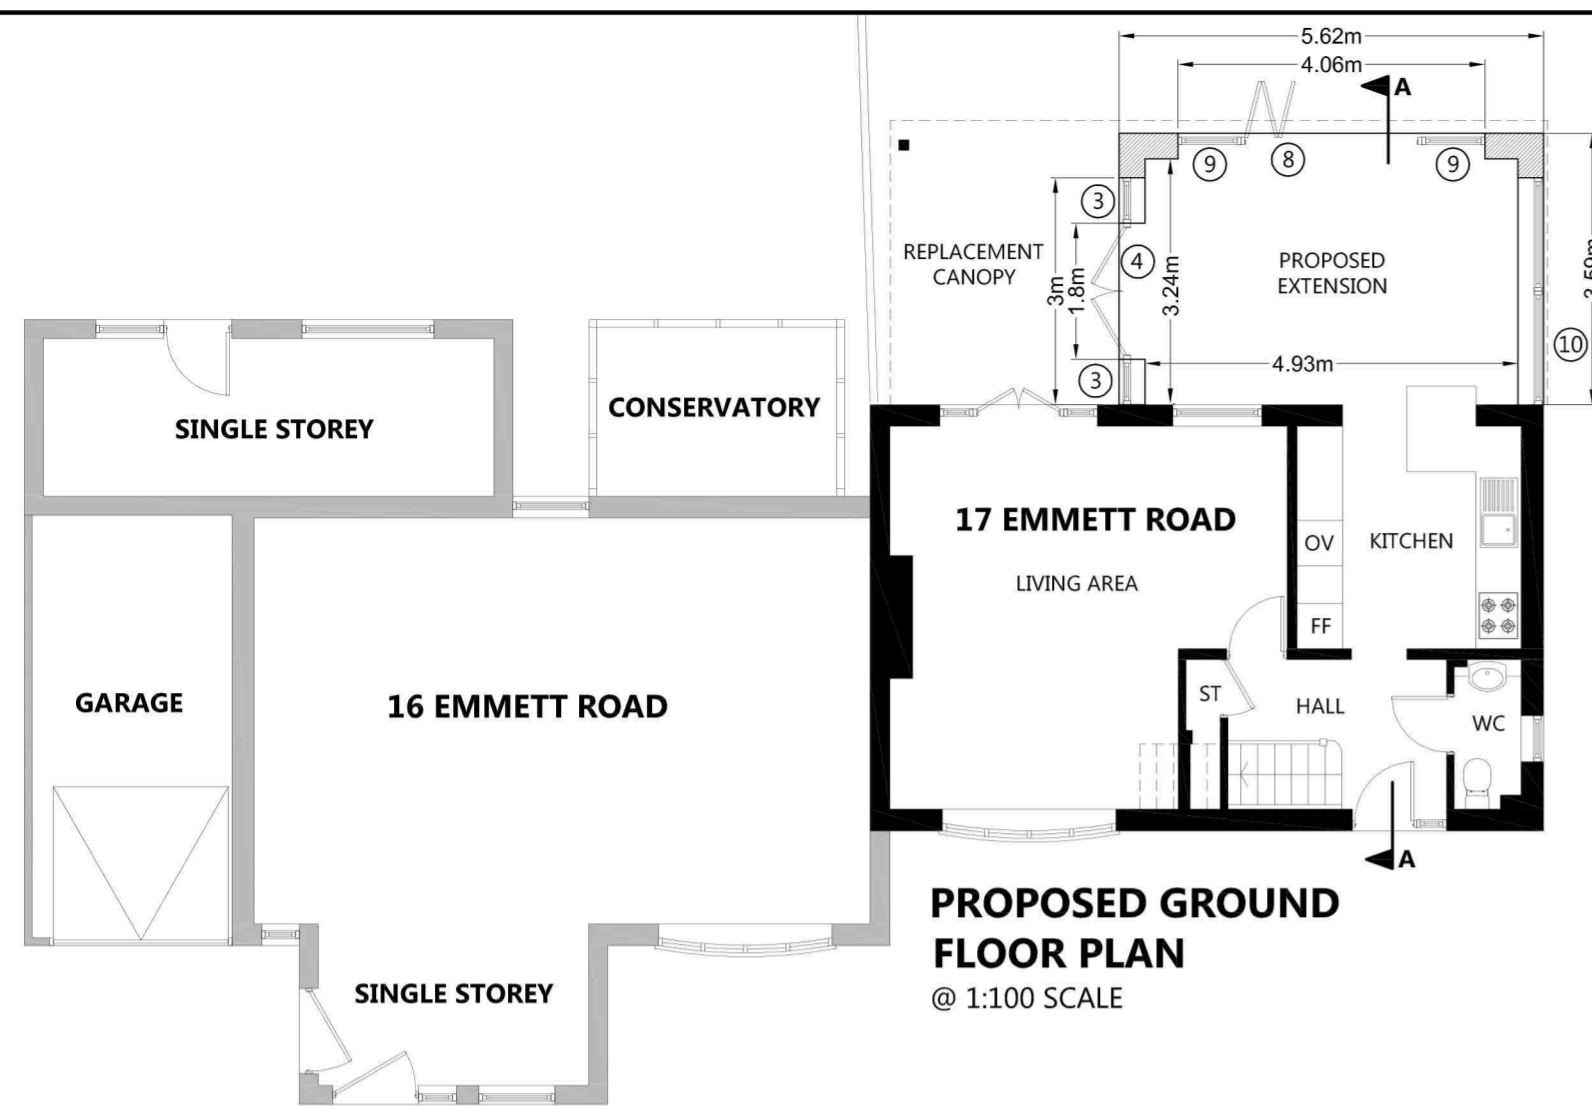 5.62m
4.06m
A
9
8
9
3
REPLACEMENT
CANOPY
4
3m
1.8m
3.24m
PROPOSED
EXTENSION
3.59m
10
4.93m
3
CONSERVATORY
SINGLE STOREY
17 EMMETT ROAD
LIVING AREA
OV
KITCHEN
FF
GARAGE
16 EMMETT ROAD
ST
HALL
WC
A
PROPOSED GROUND
FLOOR PLAN
@ 1:100 SCALE
SINGLE STOREY